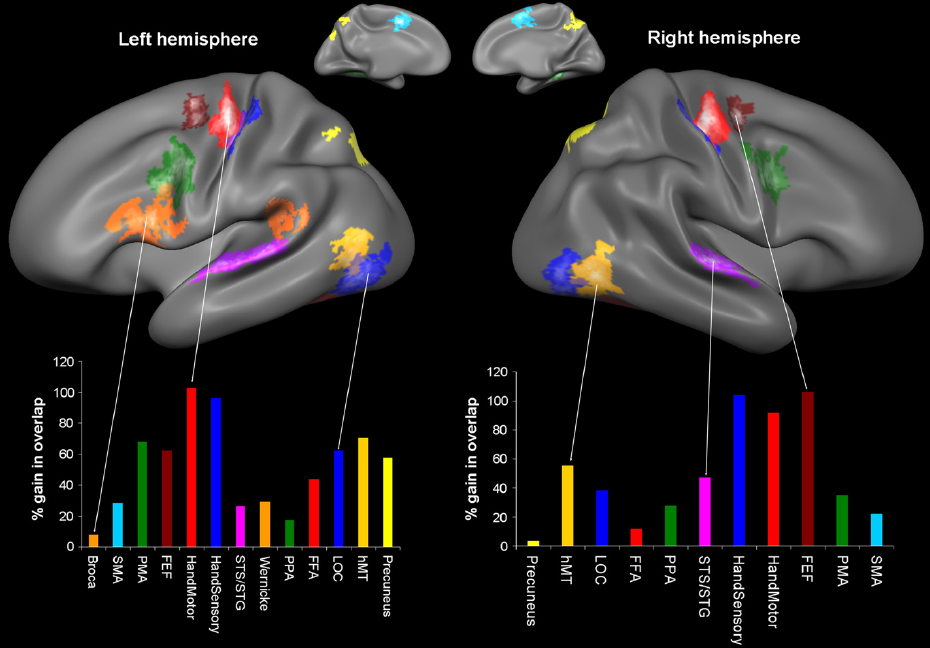 Left hemisphere
Right hemisphere
% gain in overlap
120
100
80
60
40
20
0
Broca
SMA
PMA
FEF
HandMotor
HandSensory
STS/STG
Wernicke
PPA
FFA
LOC
hMT
Precuneus
% gain in overlap
120
100
80
60
40
20
0
Precuneus
hMT
LOC
FFA
PPA
STS/STG
HandSensory
HandMotor
FEF
PMA
SMA